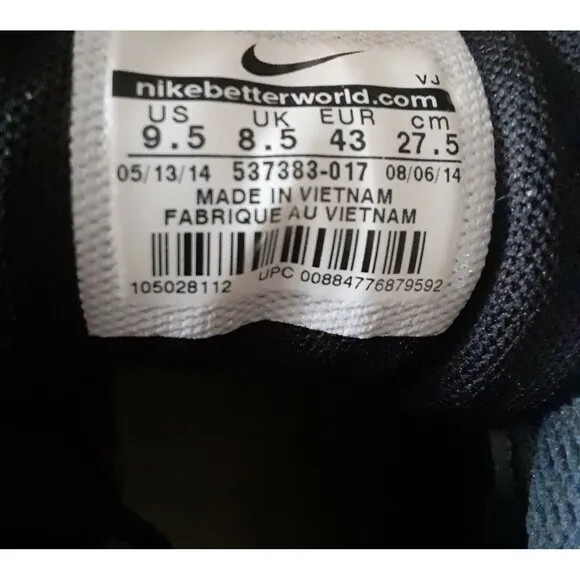 VJ
nikebetterworld.com
US UK EUR cm
9.5 8.5 43 27.5
05/13/14 537383-017 08/06/14
MADE IN VIETNAM
FABRIQUE AU VIETNAM
105028112 UPC 00884776879592